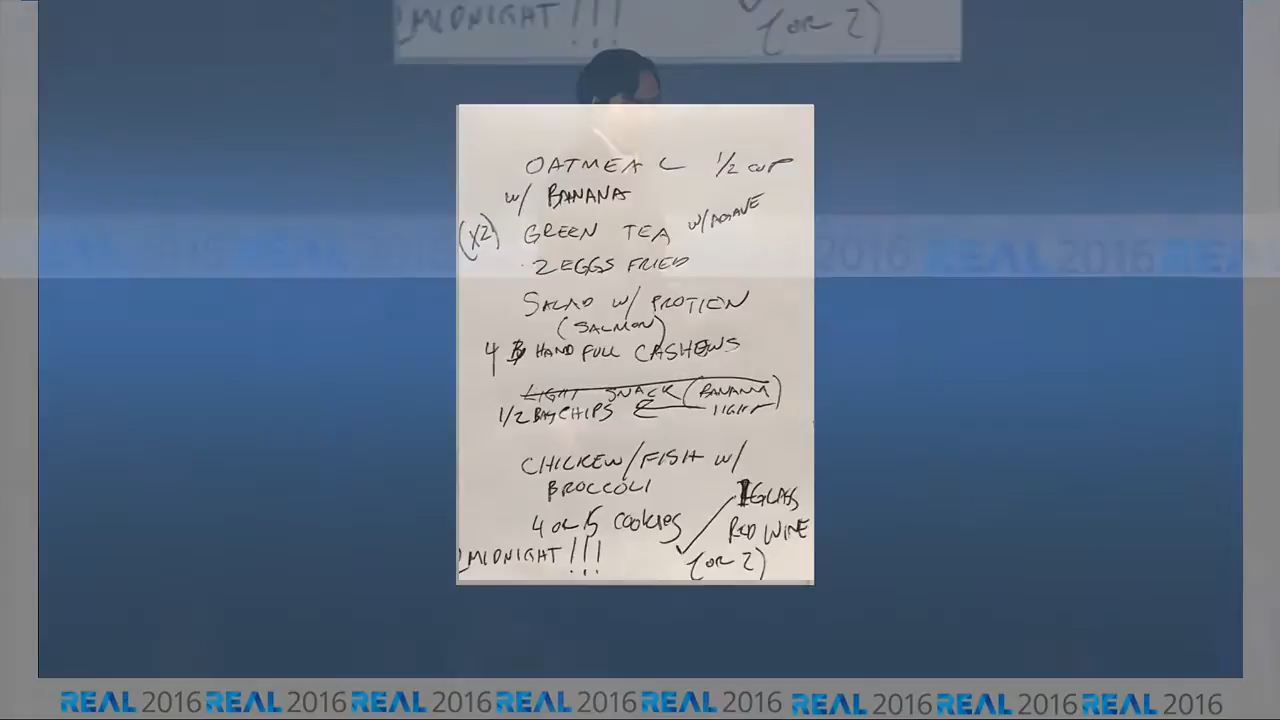 MIDNIGHT!!!
(OR 2)
OATMEAL 1/2 CUP
W/ BANANA
(X2) GREEN TEA W/AGAVE
2 EGGS FRIED
SALAD W/ PROTIEN
(SALMON)
4 HAND FULL CASHEWS
LIGHT SNACK (BANANA)
1/2 BAG CHIPS LIGHT
CHICKEN/FISH W/
BROCCOLI
1 GLASS
4 OR 5 COOKIES RED WINE
!MIDNIGHT!!! (OR 2)
REAL 2016 REAL 2016 REAL 2016 REAL 2016 REAL 2016 REAL 2016 REAL 2016 REAL 2016